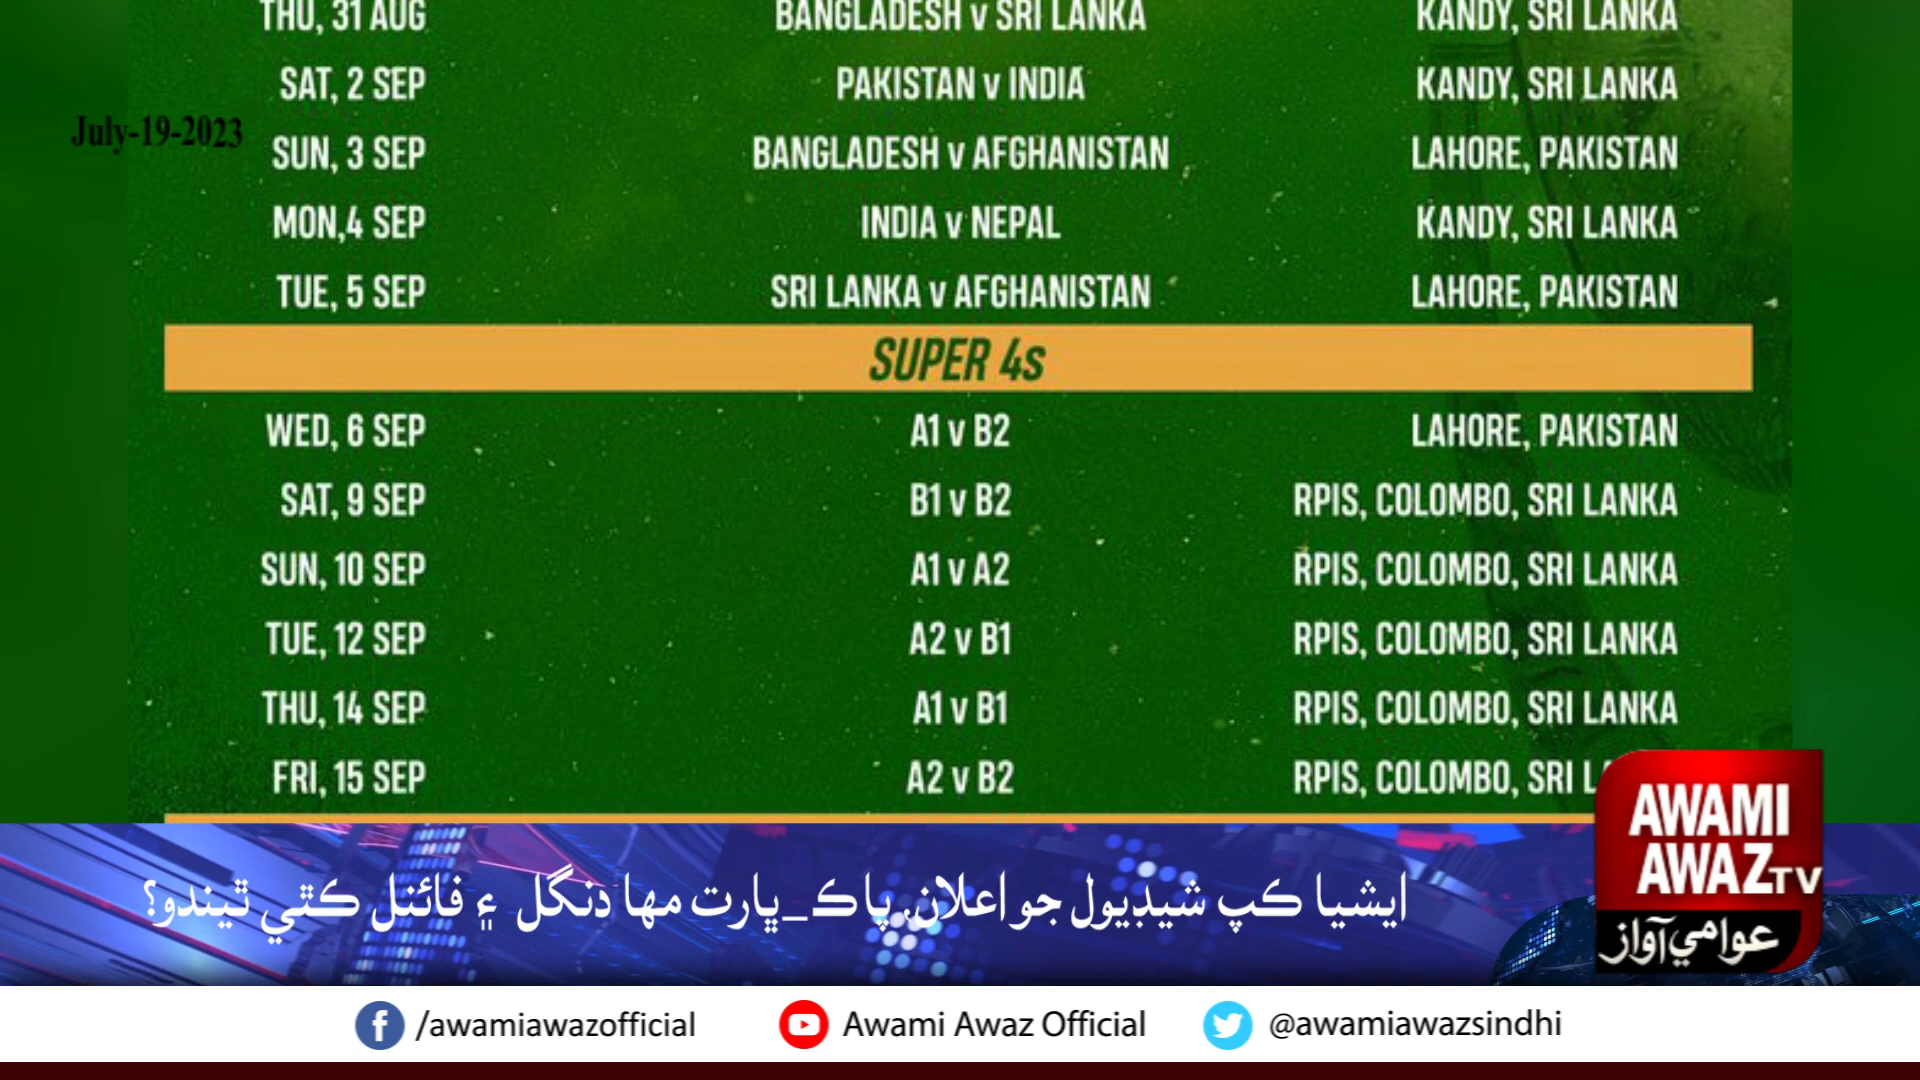 THU, 31 AUG BANGLADESH v SRI LANKA KANDY, SRI LANKA
SAT, 2 SEP PAKISTAN v INDIA KANDY, SRI LANKA
July-19-2023
SUN, 3 SEP BANGLADESH v AFGHANISTAN LAHORE, PAKISTAN
MON,4 SEP INDIA v NEPAL KANDY, SRI LANKA
TUE, 5 SEP SRI LANKA v AFGHANISTAN LAHORE, PAKISTAN
SUPER 4s
WED, 6 SEP A1 v B2 LAHORE, PAKISTAN
SAT, 9 SEP B1 v B2 RPIS, COLOMBO, SRI LANKA
SUN, 10 SEP A1 v A2 RPIS, COLOMBO, SRI LANKA
TUE, 12 SEP A2 v B1 RPIS, COLOMBO, SRI LANKA
THU, 14 SEP A1 v B1 RPIS, COLOMBO, SRI LANKA
FRI, 15 SEP A2 v B2 RPIS, COLOMBO, SRI L
ايشيا ڪپ شيڊيول جو اعلان، پاڪ_ڀارت مها دنگل ۽ فائنل ڪٿي ٿيندو؟
AWAMI
AWAZ TV
عوامي آواز
/awamiawazofficial Awami Awaz Official @awamiawazsindhi